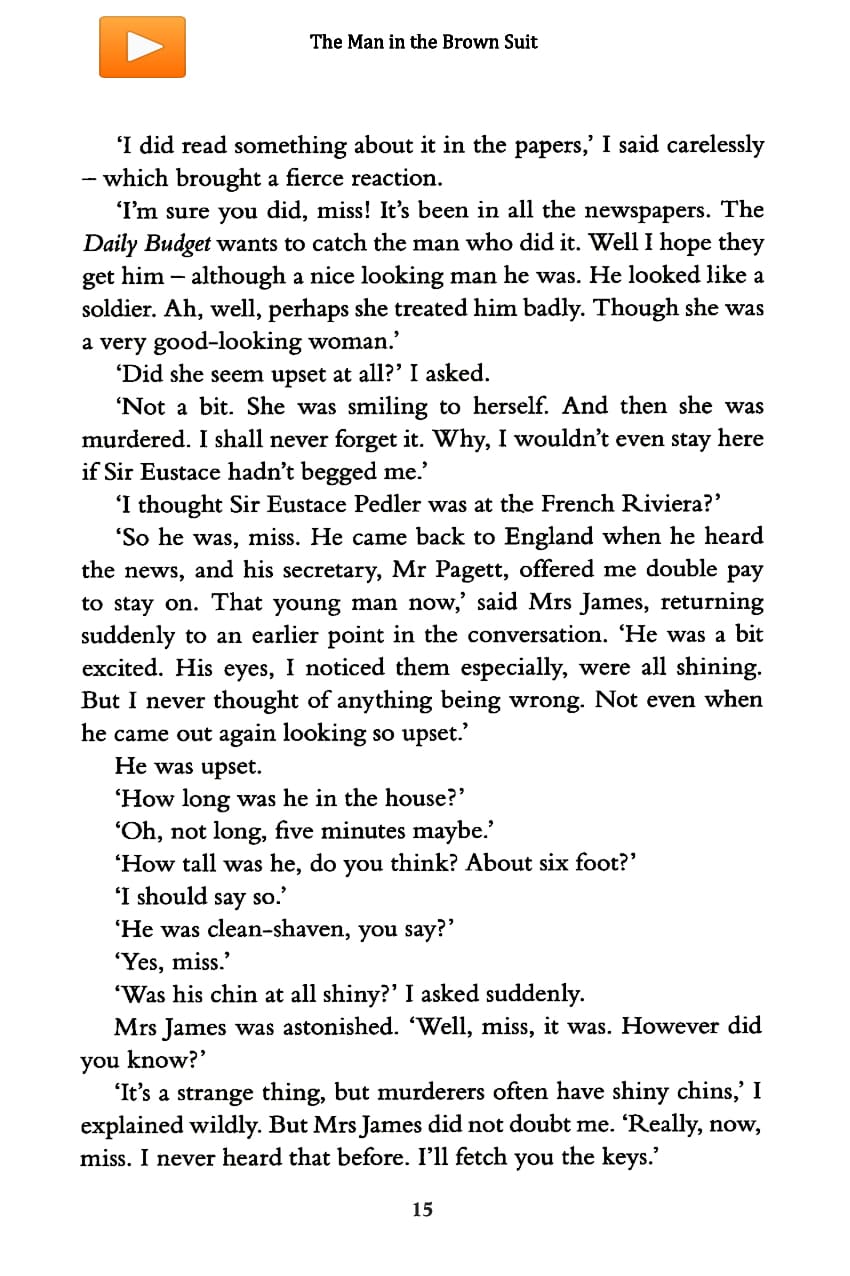 The Man in the Brown Suit
‘I did read something about it in the papers,’ I said carelessly
– which brought a fierce reaction.
‘I’m sure you did, miss! It’s been in all the newspapers. The
Daily Budget wants to catch the man who did it. Well I hope they
get him – although a nice looking man he was. He looked like a
soldier. Ah, well, perhaps she treated him badly. Though she was
a very good-looking woman.’
‘Did she seem upset at all?’ I asked.
‘Not a bit. She was smiling to herself. And then she was
murdered. I shall never forget it. Why, I wouldn’t even stay here
if Sir Eustace hadn’t begged me.’
‘I thought Sir Eustace Pedler was at the French Riviera?’
‘So he was, miss. He came back to England when he heard
the news, and his secretary, Mr Pagett, offered me double pay
to stay on. That young man now,’ said Mrs James, returning
suddenly to an earlier point in the conversation. ‘He was a bit
excited. His eyes, I noticed them especially, were all shining.
But I never thought of anything being wrong. Not even when
he came out again looking so upset.’
He was upset.
‘How long was he in the house?’
‘Oh, not long, five minutes maybe.’
‘How tall was he, do you think? About six foot?’
‘I should say so.’
‘He was clean-shaven, you say?’
‘Yes, miss.’
‘Was his chin at all shiny?’ I asked suddenly.
Mrs James was astonished. ‘Well, miss, it was. However did
you know?’
‘It’s a strange thing, but murderers often have shiny chins,’ I
explained wildly. But Mrs James did not doubt me. ‘Really, now,
miss. I never heard that before. I’ll fetch you the keys.’
15